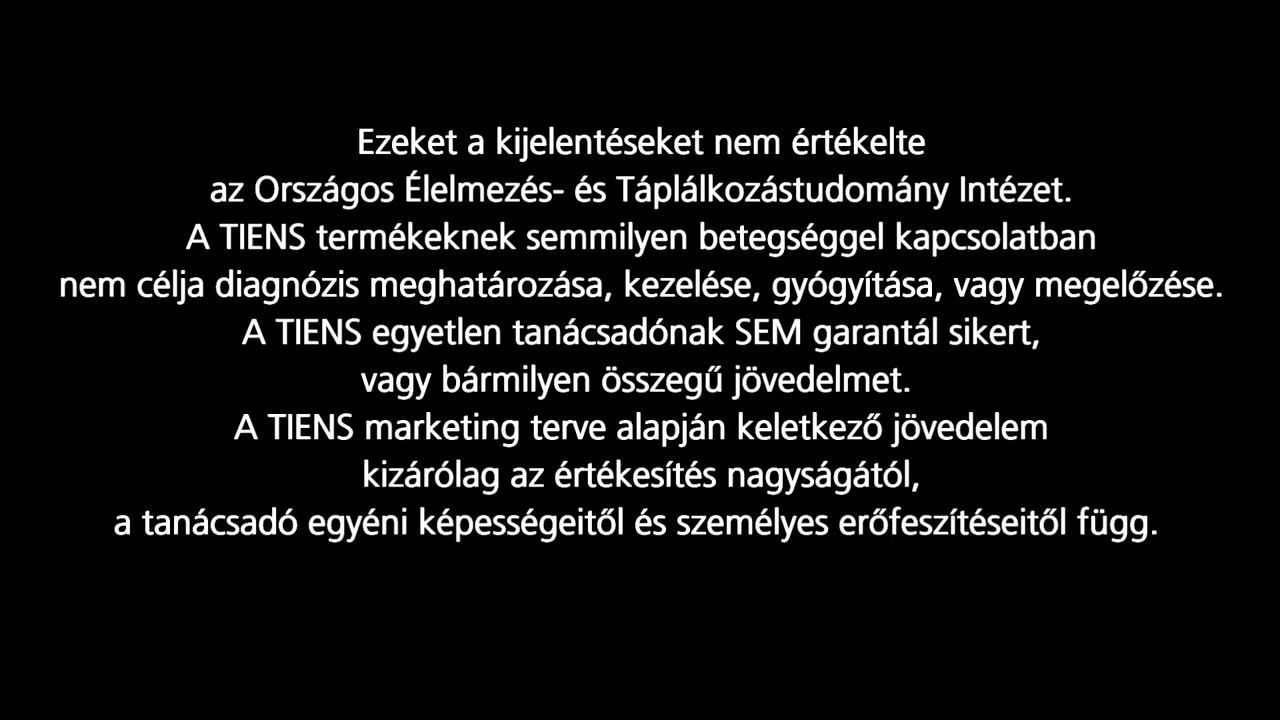 Ezeket a kijelentéseket nem értékelte
az Országos Élelmezés- és Táplálkozástudomány Intézet.
A TIENS termékeknek semmilyen betegséggel kapcsolatban
nem célja diagnózis meghatározása, kezelése, gyógyítása, vagy megelőzése.
A TIENS egyetlen tanácsadónak SEM garantál sikert,
vagy bármilyen összegű jövedelmet.
A TIENS marketing terve alapján keletkező jövedelem
kizárólag az értékesítés nagyságától,
a tanácsadó egyéni képességeitől és személyes erőfeszítéseitől függ.